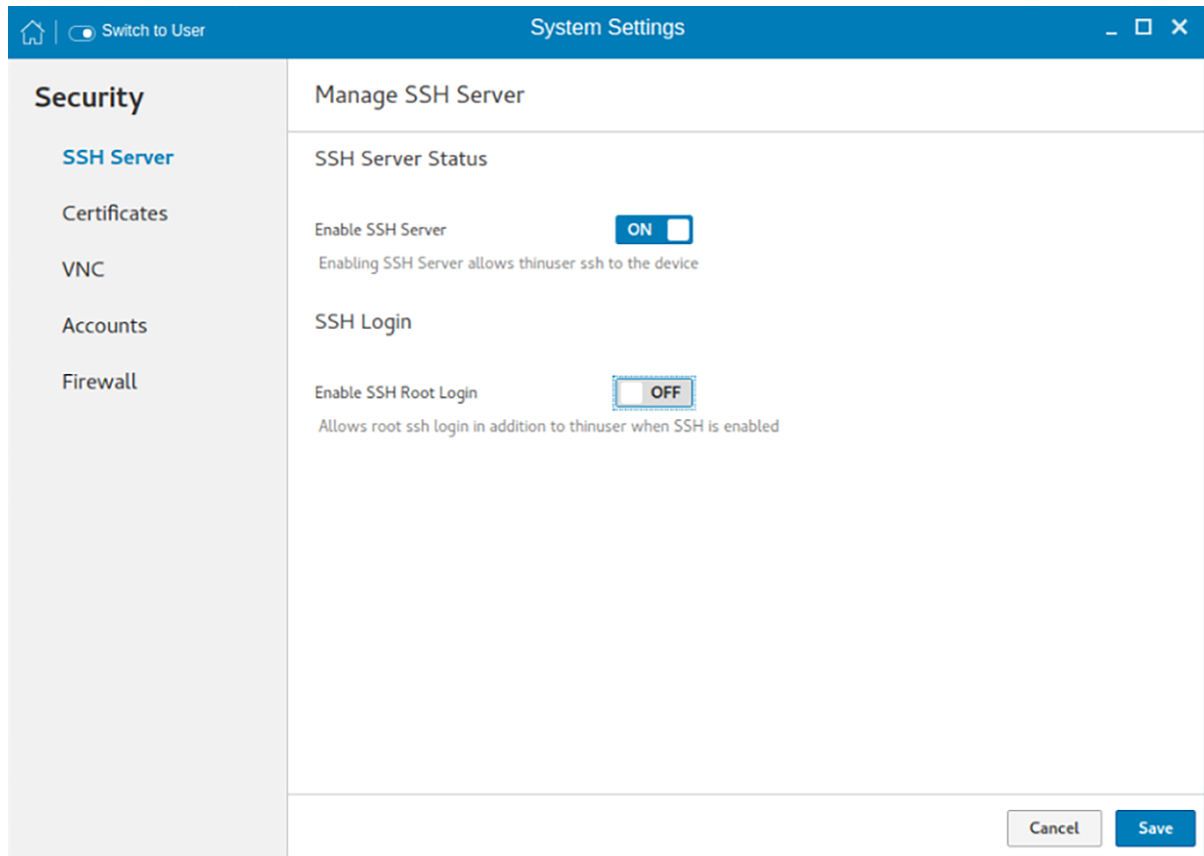 Switch to User
System Settings
Security
SSH Server
Certificates
VNC
Accounts
Firewall
Manage SSH Server
SSH Server Status
Enable SSH Server ON
Enabling SSH Server allows thinuser ssh to the device
SSH Login
Enable SSH Root Login OFF
Allows root ssh login in addition to thinuser when SSH is enabled
Cancel Save